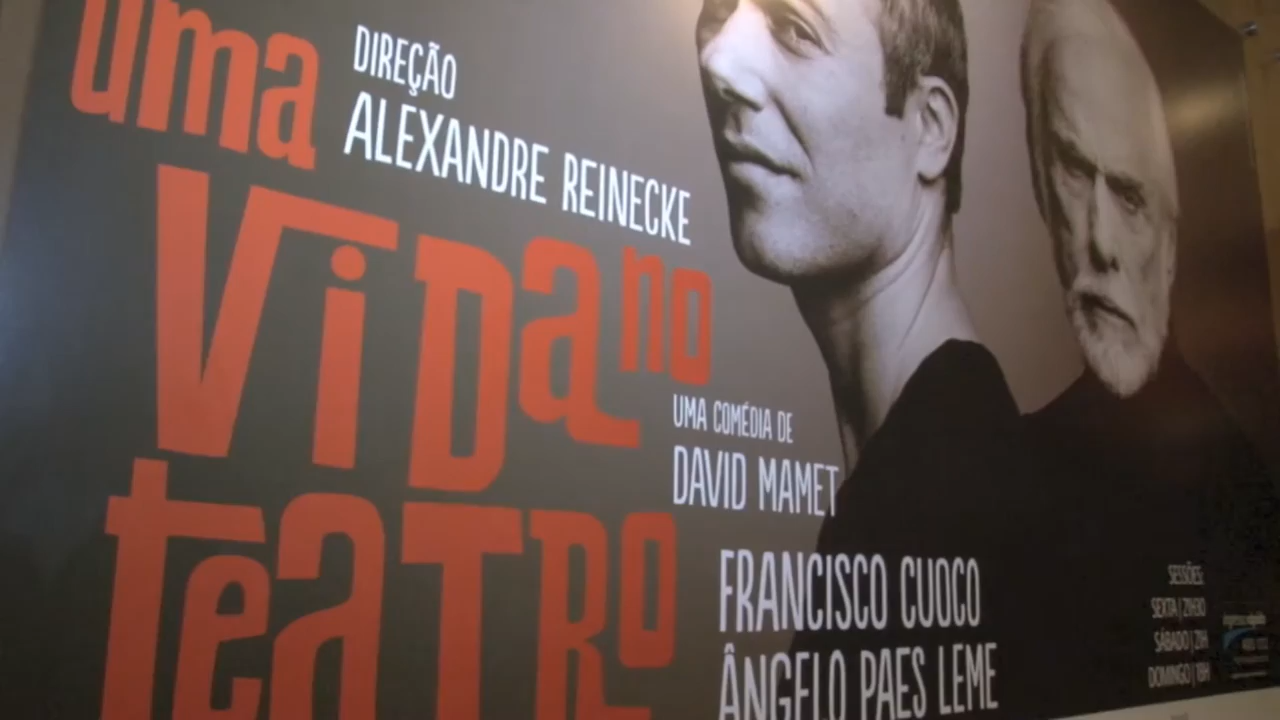 uma
DIREÇÃO
ALEXANDRE REINECKE
ViDa no
UMA COMÉDIA DE
DAVID MAMET
teatro
FRANCISCO CUOCO
ÂNGELO PAES LEME
SESSÕES:
SEXTA | 21H30
SÁBADO | 21H
DOMINGO | 18H